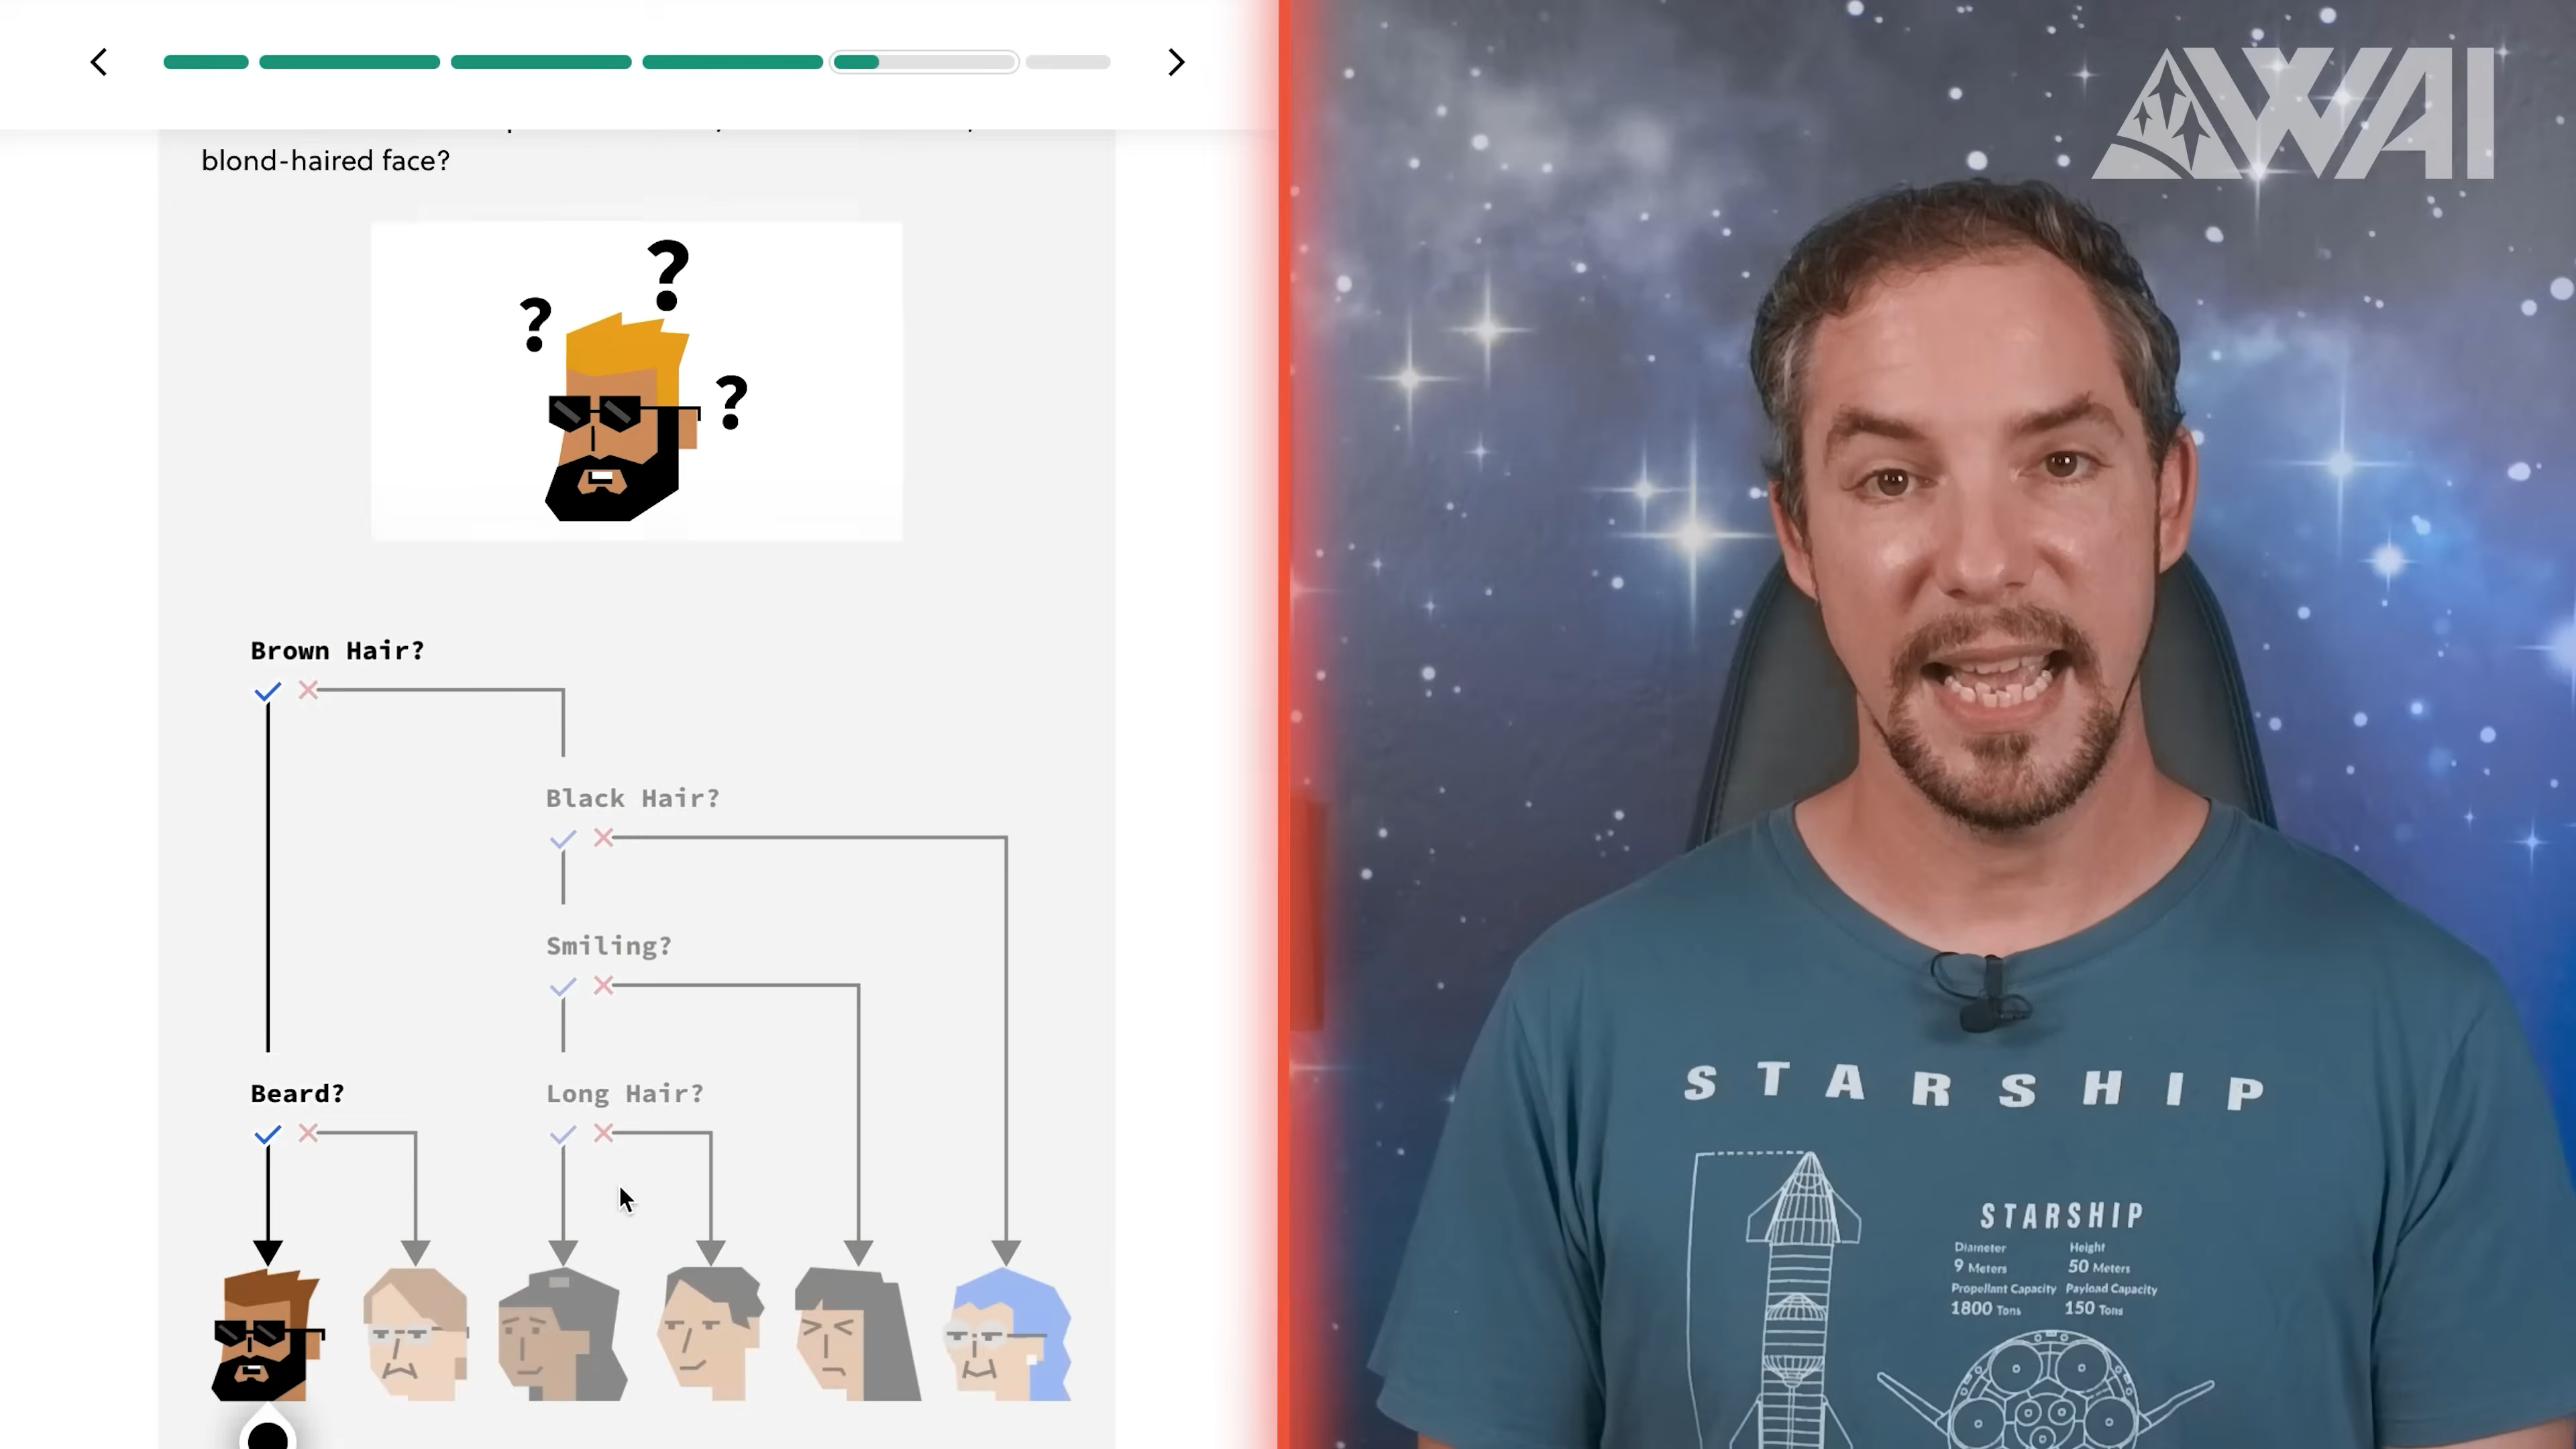 blond-haired face?
?
?
?
Brown Hair?
Black Hair?
Smiling?
Beard?
Long Hair?
AWAI
STARSHIP
STARSHIP
Diameter
9 Meters
Height
50 Meters
Propellant Capacity
1800 Tons
Payload Capacity
150 Tons